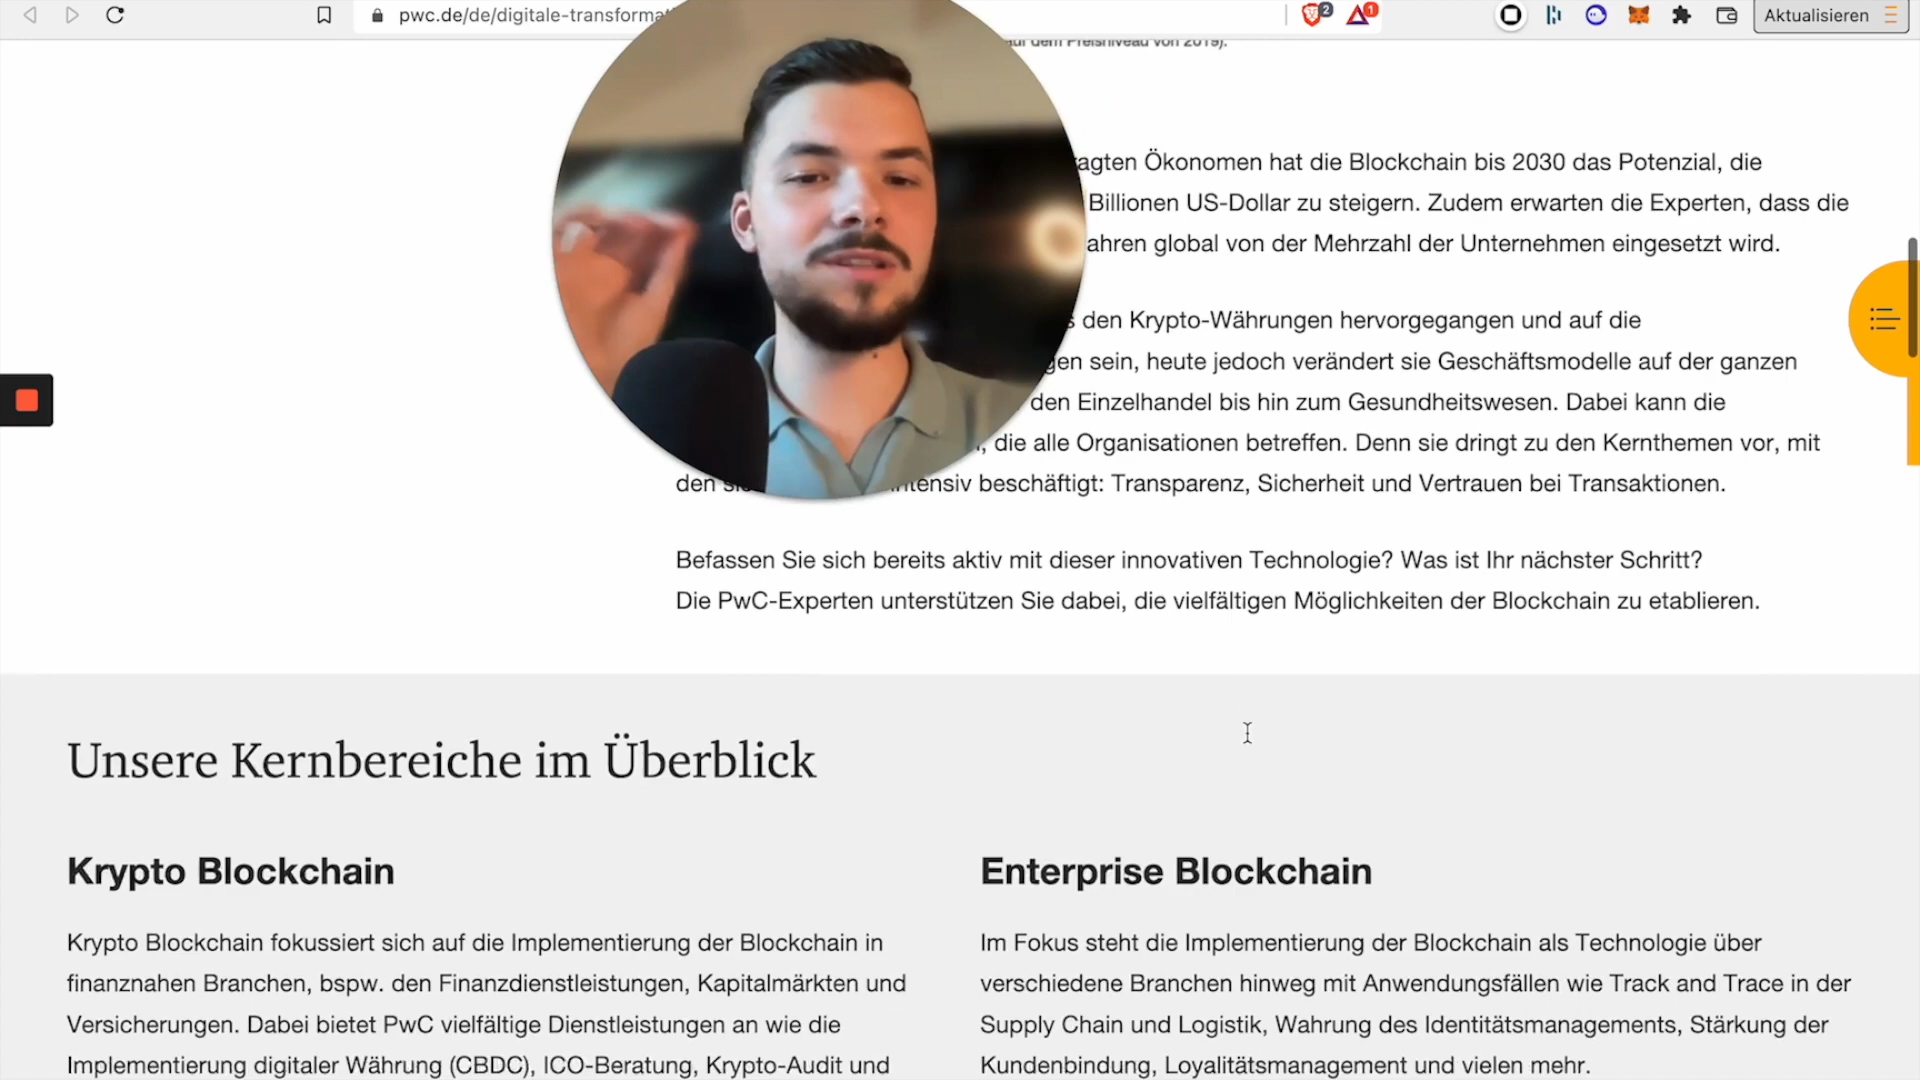 pwc.de/de/digitale-transforma
2
1
Aktualisieren
auf dem Preisniveau von 2019).
ragten Ökonomen hat die Blockchain bis 2030 das Potenzial, die
Billionen US-Dollar zu steigern. Zudem erwarten die Experten, dass die
ahren global von der Mehrzahl der Unternehmen eingesetzt wird.
s den Krypto-Währungen hervorgegangen und auf die
gen sein, heute jedoch verändert sie Geschäftsmodelle auf der ganzen
den Einzelhandel bis hin zum Gesundheitswesen. Dabei kann die
, die alle Organisationen betreffen. Denn sie dringt zu den Kernthemen vor, mit
den intensiv beschäftigt: Transparenz, Sicherheit und Vertrauen bei Transaktionen.
Befassen Sie sich bereits aktiv mit dieser innovativen Technologie? Was ist Ihr nächster Schritt?
Die PwC-Experten unterstützen Sie dabei, die vielfältigen Möglichkeiten der Blockchain zu etablieren.
Unsere Kernbereiche im Überblick
Krypto Blockchain
Krypto Blockchain fokussiert sich auf die Implementierung der Blockchain in
finanznahen Branchen, bspw. den Finanzdienstleistungen, Kapitalmärkten und
Versicherungen. Dabei bietet PwC vielfältige Dienstleistungen an wie die
Implementierung digitaler Währung (CBDC), ICO-Beratung, Krypto-Audit und
Enterprise Blockchain
Im Fokus steht die Implementierung der Blockchain als Technologie über
verschiedene Branchen hinweg mit Anwendungsfällen wie Track and Trace in der
Supply Chain und Logistik, Wahrung des Identitätsmanagements, Stärkung der
Kundenbindung, Loyalitätsmanagement und vielen mehr.